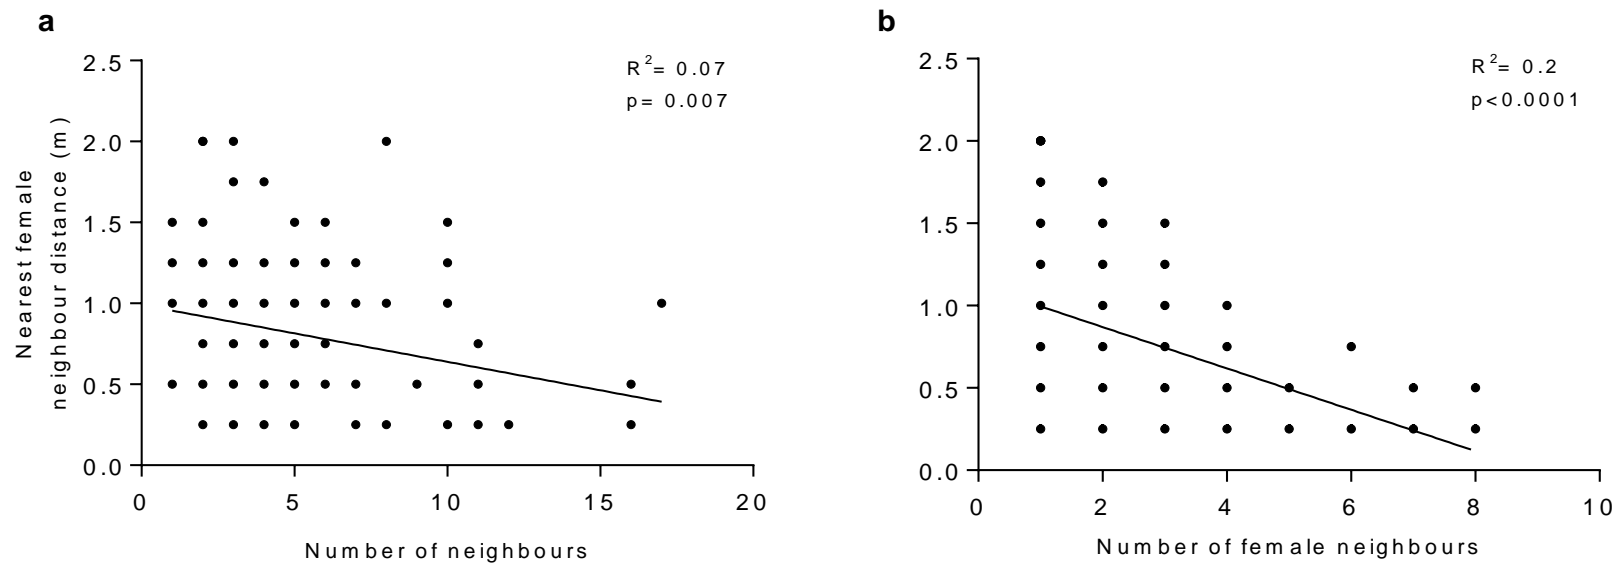 a
R²= 0.07
p= 0.007
Nearest female
neighbour distance (m)
2.5
2.0
1.5
1.0
0.5
0.0
0 5 10 15 20
Number of neighbours
b
R²= 0.2
p<0.0001
2.5
2.0
1.5
1.0
0.5
0.0
0 2 4 6 8 10
Number of female neighbours